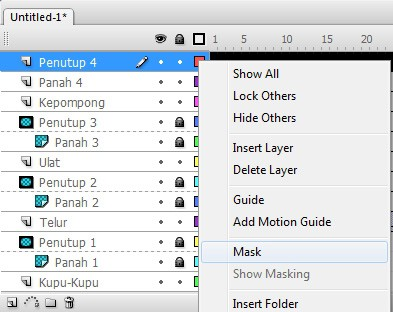 Untitled-1*
1 5 10 15 20
Penutup 4
Panah 4
Kepompong
Penutup 3
Panah 3
Ulat
Penutup 2
Panah 2
Telur
Penutup 1
Panah 1
Kupu-Kupu
Show All
Lock Others
Hide Others
Insert Layer
Delete Layer
Guide
Add Motion Guide
Mask
Show Masking
Insert Folder